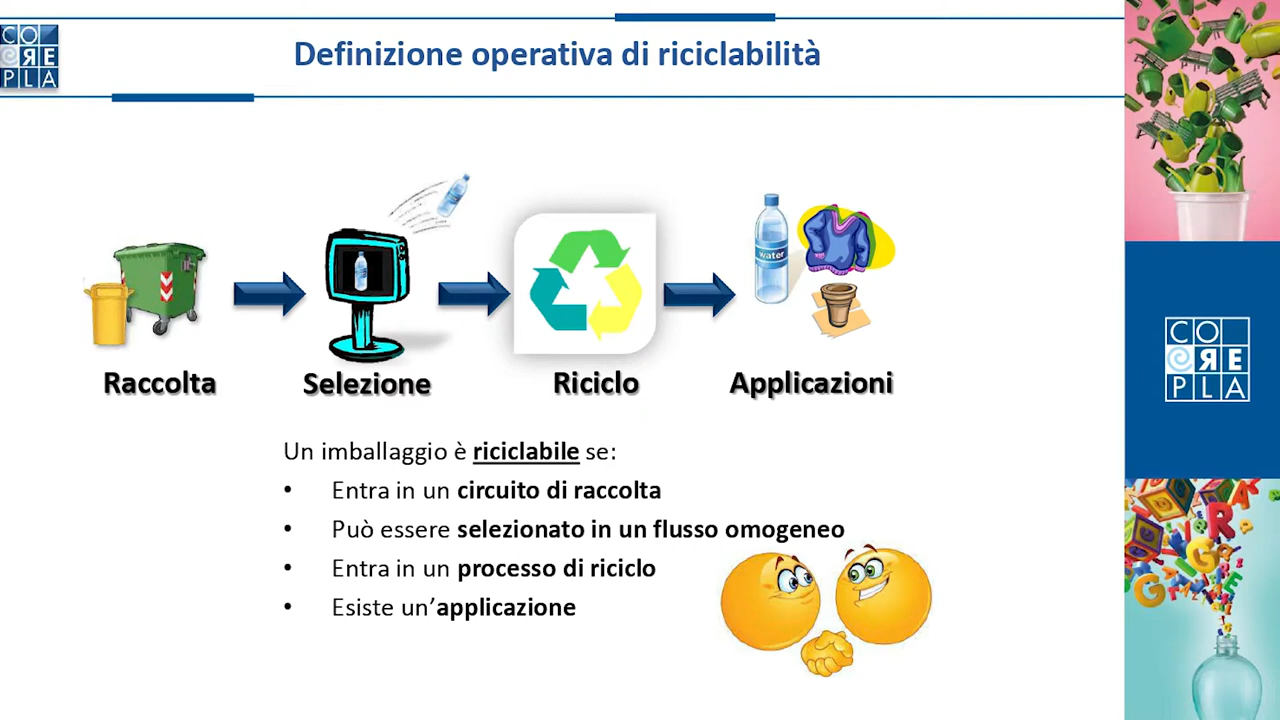 CO
RE
PLA
Definizione operativa di riciclabilità
water
Raccolta
Selezione
Riciclo
Applicazioni
Un imballaggio è riciclabile se:
• Entra in un circuito di raccolta
• Può essere selezionato in un flusso omogeneo
• Entra in un processo di riciclo
• Esiste un’applicazione
CO
RE
PLA